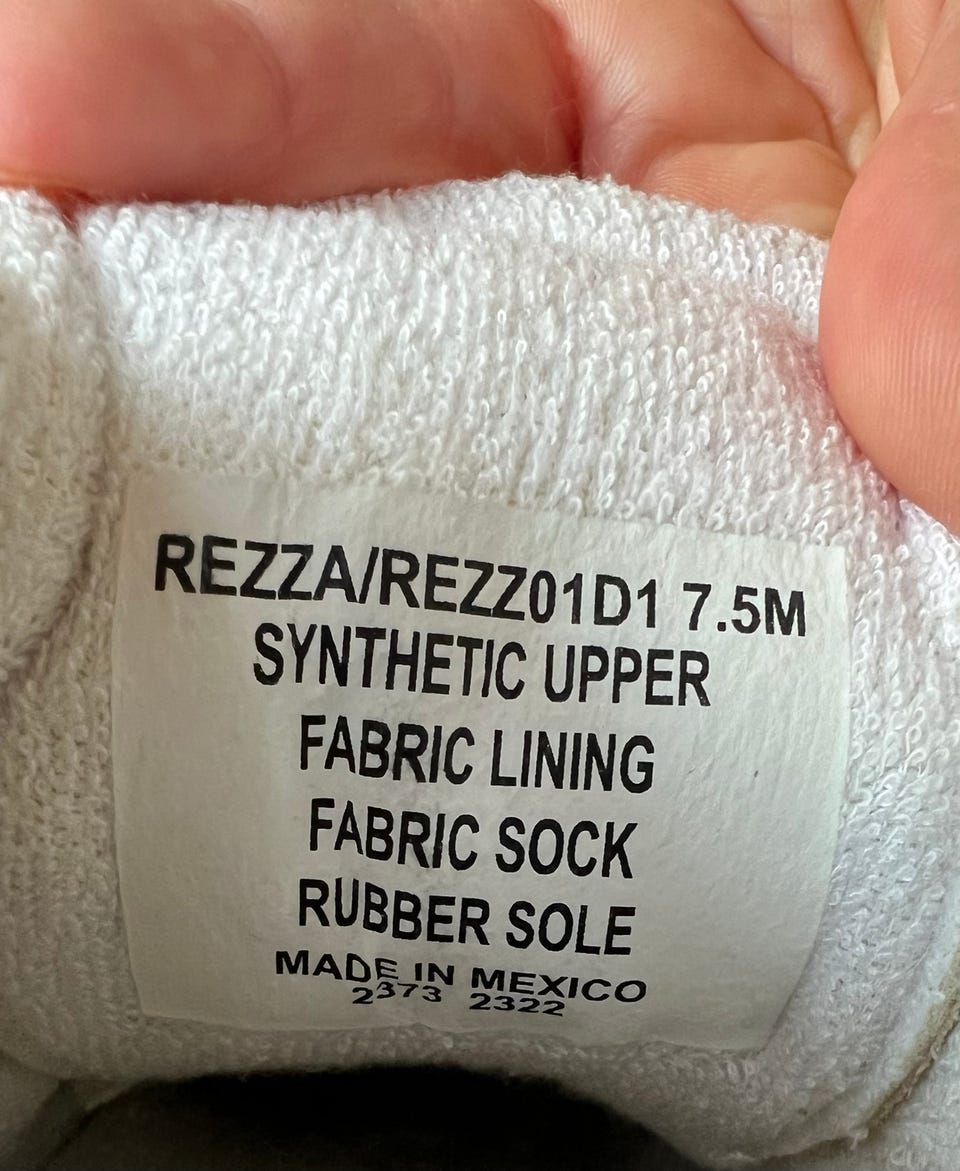 REZZA/REZZ01D1 7.5M
SYNTHETIC UPPER
FABRIC LINING
FABRIC SOCK
RUBBER SOLE
MADE IN MEXICO
2373 2322